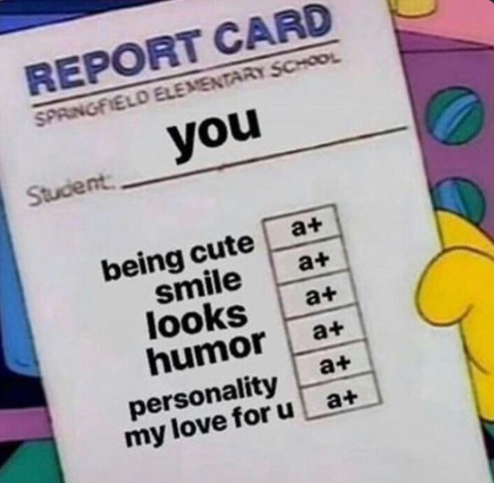 REPORT CARD
SPRINGFIELD ELEMENTARY SCHOOL
Student: you
being cute a+
smile a+
looks a+
humor a+
personality a+
my love for u a+